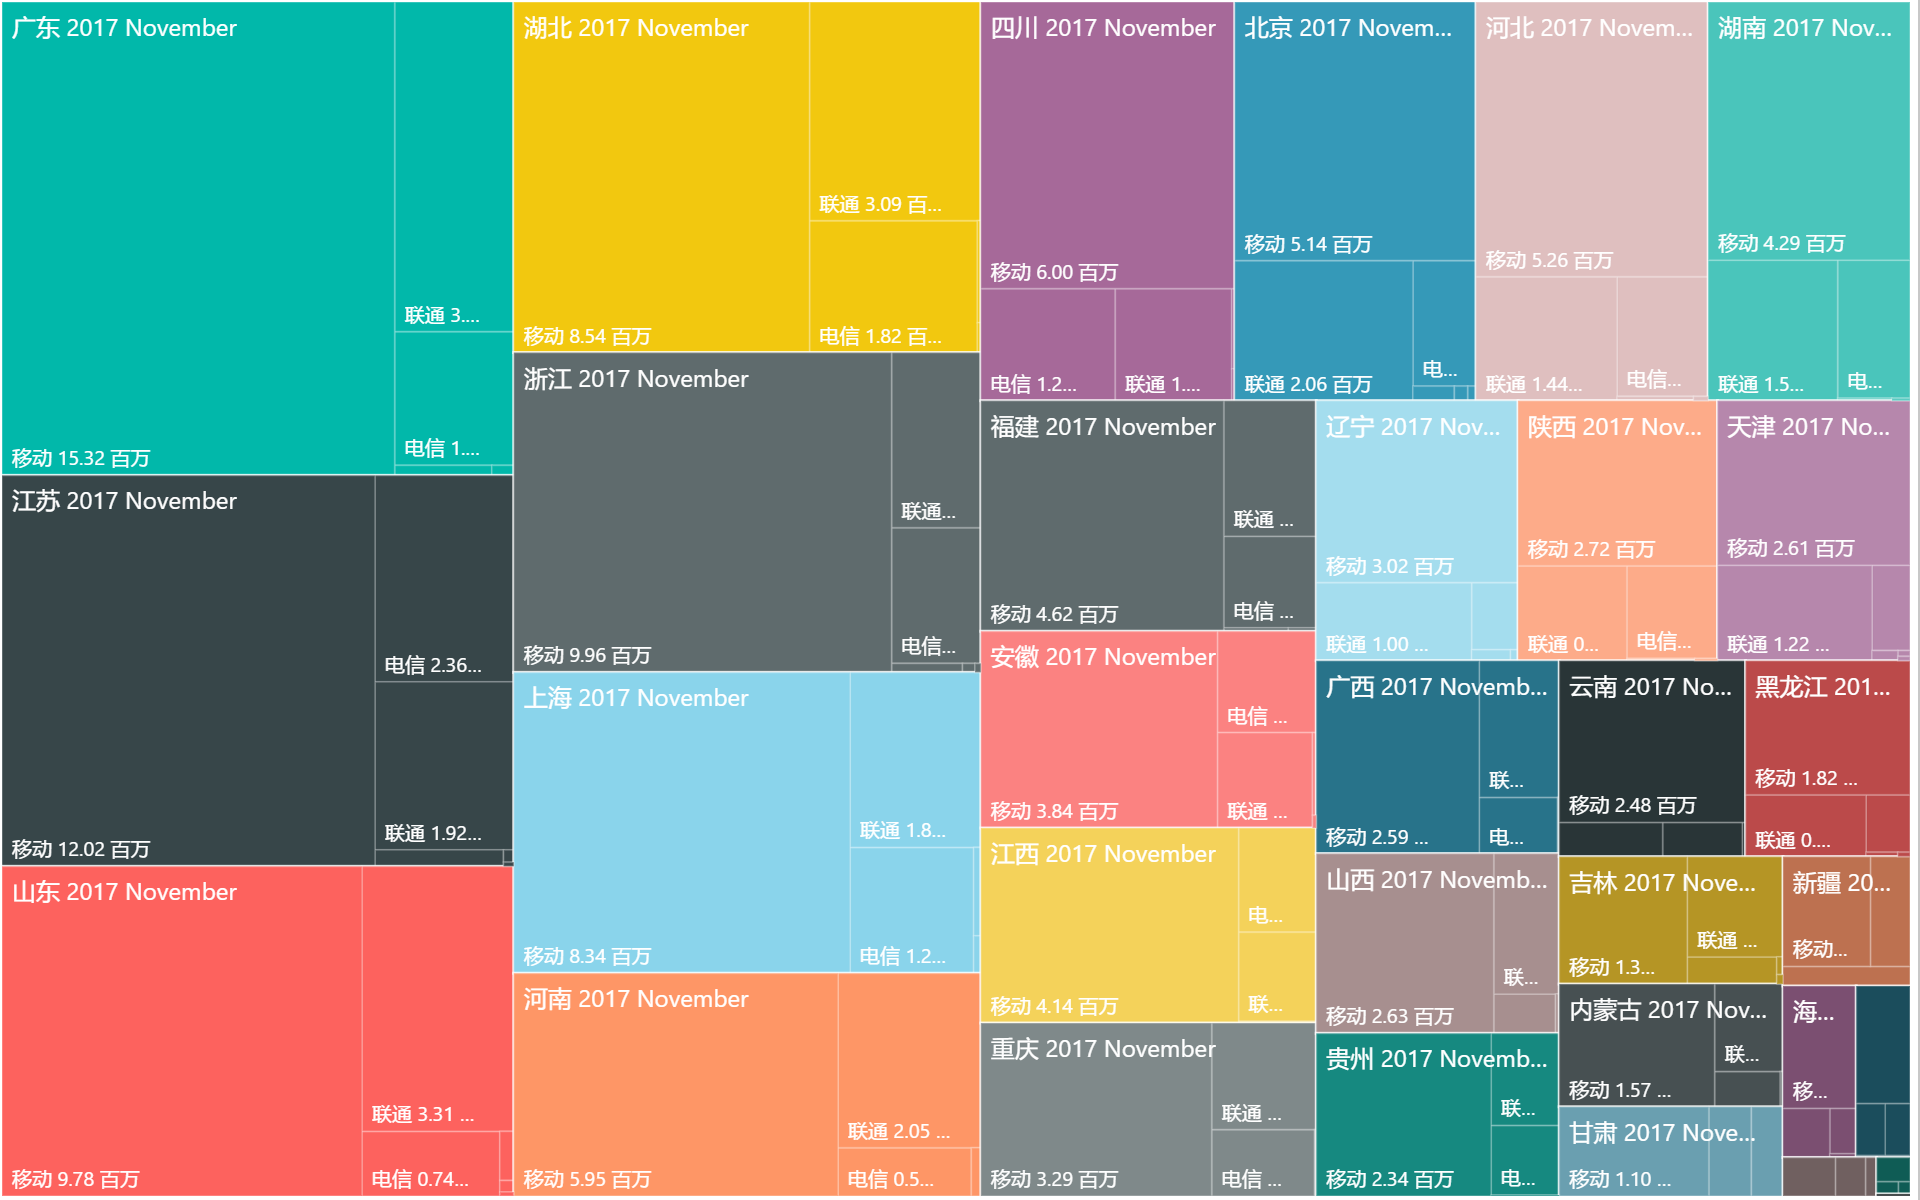 广东 2017 November
联通 3....
电信 1....
移动 15.32 百万
江苏 2017 November
电信 2.36...
联通 1.92...
移动 12.02 百万
山东 2017 November
联通 3.31 ...
电信 0.74...
移动 9.78 百万
湖北 2017 November
联通 3.09 百...
电信 1.82 百...
移动 8.54 百万
浙江 2017 November
联通...
电信...
移动 9.96 百万
上海 2017 November
联通 1.8...
电信 1.2...
移动 8.34 百万
河南 2017 November
联通 2.05 ...
电信 0.5...
移动 5.95 百万
四川 2017 November
移动 6.00 百万
电信 1.2...
联通 1....
北京 2017 Novem...
移动 5.14 百万
电...
联通 2.06 百万
河北 2017 Novem...
移动 5.26 百万
联通 1.44...
电信...
湖南 2017 Nov...
移动 4.29 百万
联通 1.5...
电...
福建 2017 November
联通 ...
电信 ...
移动 4.62 百万
安徽 2017 November
电信 ...
联通 ...
移动 3.84 百万
江西 2017 November
电...
联...
移动 4.14 百万
重庆 2017 November
联通 ...
电信 ...
移动 3.29 百万
辽宁 2017 Nov...
移动 3.02 百万
联通 1.00 ...
陕西 2017 Nov...
移动 2.72 百万
联通 0...
电信...
天津 2017 No...
移动 2.61 百万
联通 1.22 ...
广西 2017 Novemb...
联...
电...
移动 2.59 ...
云南 2017 No...
移动 2.48 百万
黑龙江 201...
移动 1.82 ...
联通 0....
山西 2017 Novemb...
联...
移动 2.63 百万
贵州 2017 Novemb...
联...
电...
移动 2.34 百万
吉林 2017 Nove...
联通 ...
移动 1.3...
新疆 20...
移动...
内蒙古 2017 Nov...
联...
移动 1.57 ...
海...
移...
甘肃 2017 Nove...
移动 1.10 ...